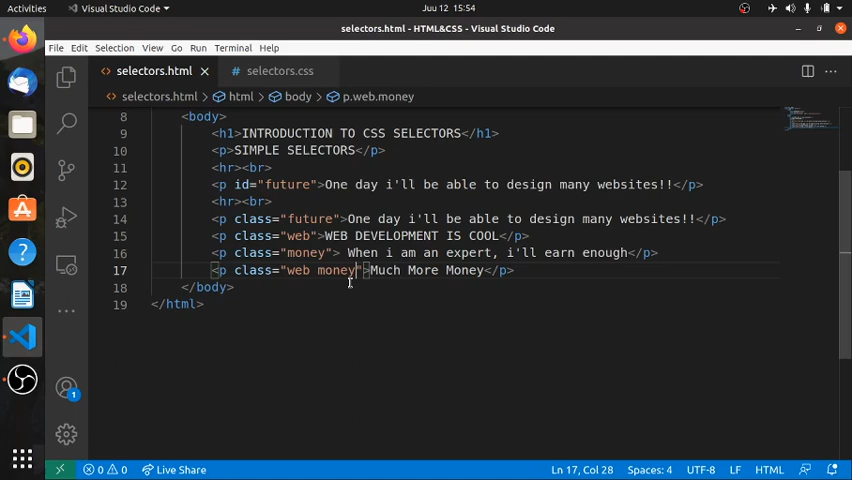 Activities
Visual Studio Code
Juu 12 15:54
selectors.html - HTML&CSS - Visual Studio Code
File Edit Selection View Go Run Terminal Help
selectors.html
# selectors.css
selectors.html › html › body › p.web.money
8 <body>
9 <h1>INTRODUCTION TO CSS SELECTORS</h1>
10 <p>SIMPLE SELECTORS</p>
11 <hr><br>
12 <p id="future">One day i'll be able to design many websites!!</p>
13 <hr><br>
14 <p class="future">One day i'll be able to design many websites!!</p>
15 <p class="web">WEB DEVELOPMENT IS COOL</p>
16 <p class="money"> When i am an expert, i'll earn enough</p>
17 <p class="web money">Much More Money</p>
18 </body>
19 </html>
1
0 0 Live Share Ln 17, Col 28 Spaces: 4 UTF-8 LF HTML